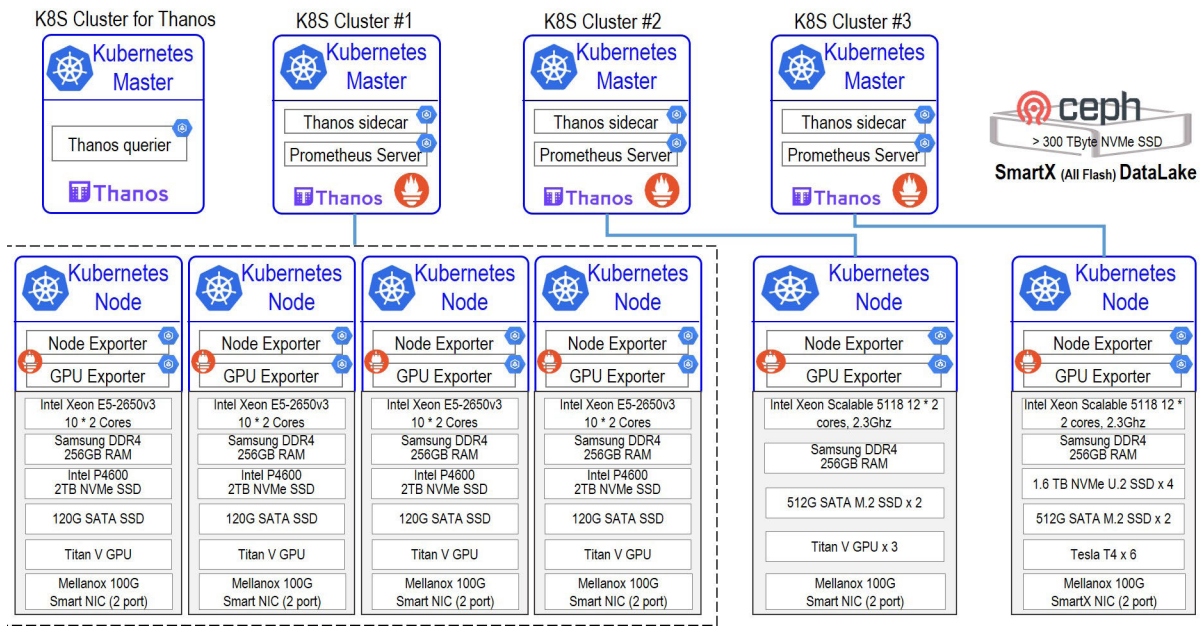 K8S Cluster for Thanos
Kubernetes
Master
Thanos querier
Thanos
K8S Cluster #1
Kubernetes
Master
Thanos sidecar
Prometheus Server
Thanos
K8S Cluster #2
Kubernetes
Master
Thanos sidecar
Prometheus Server
Thanos
K8S Cluster #3
Kubernetes
Master
Thanos sidecar
Prometheus Server
Thanos
ceph
> 300 TByte NVMe SSD
SmartX (All Flash) DataLake
Kubernetes
Node
Node Exporter
GPU Exporter
Intel Xeon E5-2650v3
10 * 2 Cores
Samsung DDR4
256GB RAM
Intel P4600
2TB NVMe SSD
120G SATA SSD
Titan V GPU
Mellanox 100G
Smart NIC (2 port)
Kubernetes
Node
Node Exporter
GPU Exporter
Intel Xeon E5-2650v3
10 * 2 Cores
Samsung DDR4
256GB RAM
Intel P4600
2TB NVMe SSD
120G SATA SSD
Titan V GPU
Mellanox 100G
Smart NIC (2 port)
Kubernetes
Node
Node Exporter
GPU Exporter
Intel Xeon E5-2650v3
10 * 2 Cores
Samsung DDR4
256GB RAM
Intel P4600
2TB NVMe SSD
120G SATA SSD
Titan V GPU
Mellanox 100G
Smart NIC (2 port)
Kubernetes
Node
Node Exporter
GPU Exporter
Intel Xeon E5-2650v3
10 * 2 Cores
Samsung DDR4
256GB RAM
Intel P4600
2TB NVMe SSD
120G SATA SSD
Titan V GPU
Mellanox 100G
Smart NIC (2 port)
Kubernetes
Node
Node Exporter
GPU Exporter
Intel Xeon Scalable 5118 12 * 2
cores, 2.3Ghz
Samsung DDR4
256GB RAM
512G SATA M.2 SSD x 2
Titan V GPU x 3
Mellanox 100G
Smart NIC (2 port)
Kubernetes
Node
Node Exporter
GPU Exporter
Intel Xeon Scalable 5118 12 *
2 cores, 2.3Ghz
Samsung DDR4
256GB RAM
1.6 TB NVMe U.2 SSD x 4
512G SATA M.2 SSD x 2
Tesla T4 x 6
Mellanox 100G
SmartX NIC (2 port)